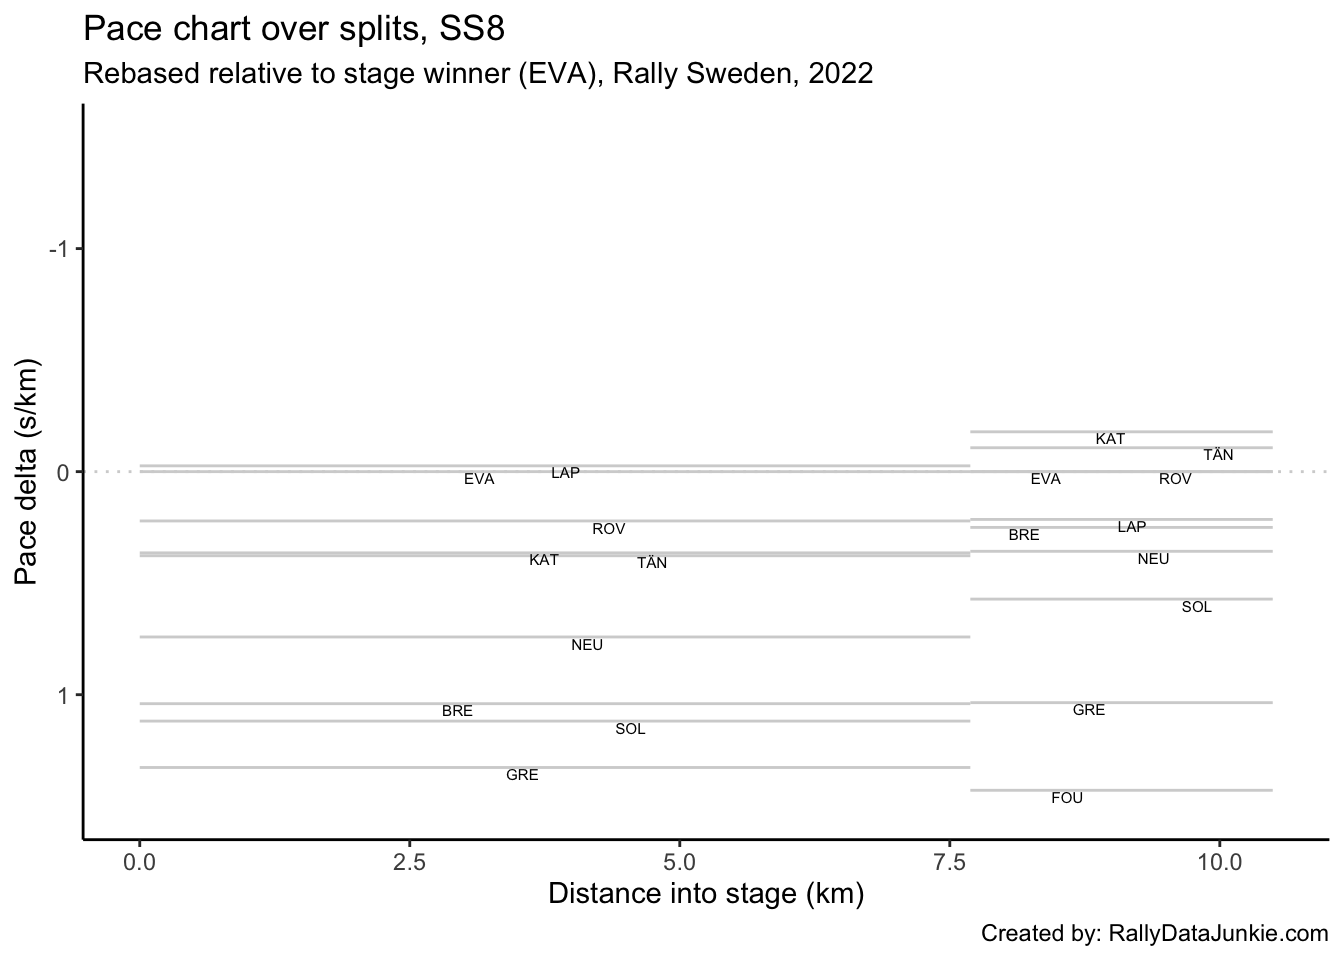 Pace chart over splits, SS8
Rebased relative to stage winner (EVA), Rally Sweden, 2022
Pace delta (s/km)
-1
0
1
KAT
TÄN
EVA
LAP
EVA
ROV
ROV
LAP
BRE
KAT
TÄN
NEU
SOL
NEU
BRE
GRE
SOL
GRE
FOU
0.0 2.5 5.0 7.5 10.0
Distance into stage (km)
Created by: RallyDataJunkie.com